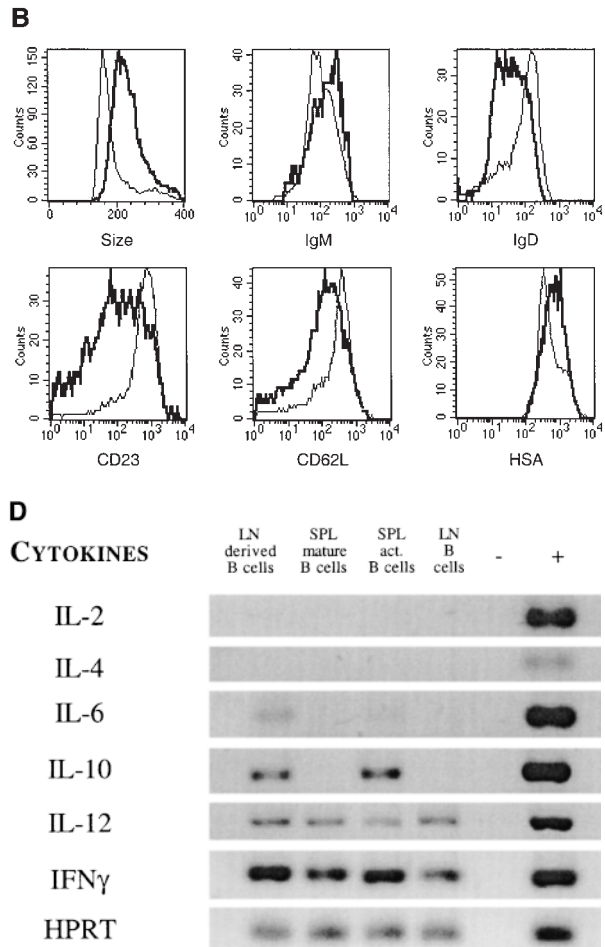 B
Counts
0 30 60 90 120 150
0 200 400
Size
Counts
0 10 20 30 40
10^0 10^1 10^2 10^3 10^4
IgM
Counts
0 10 20 30 40
10^0 10^1 10^2 10^3 10^4
IgD
Counts
0 10 20 30
10^0 10^1 10^2 10^3 10^4
CD23
Counts
0 10 20 30 40
10^0 10^1 10^2 10^3 10^4
CD62L
Counts
0 10 20 30 40 50
10^0 10^1 10^2 10^3 10^4
HSA
D
CYTOKINES
LN derived B cells
SPL mature B cells
SPL act. B cells
LN B cells
-
+
IL-2
IL-4
IL-6
IL-10
IL-12
IFNγ
HPRT